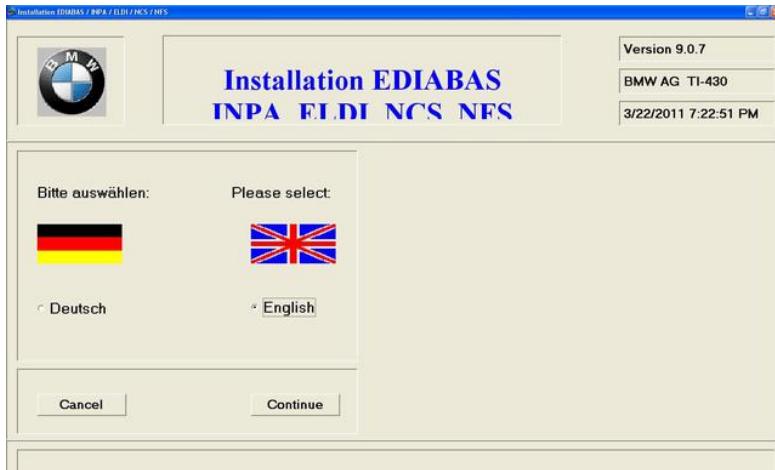 Installation EDIABAS / INPA / ELDI / NCS / NFS
BMW
Installation EDIABAS
INPA ELDI NCS NFS
Version 9.0.7
BMW AG TI-430
3/22/2011 7:22:51 PM
Bitte auswählen:
Please select:
Deutsch
English
Cancel
Continue